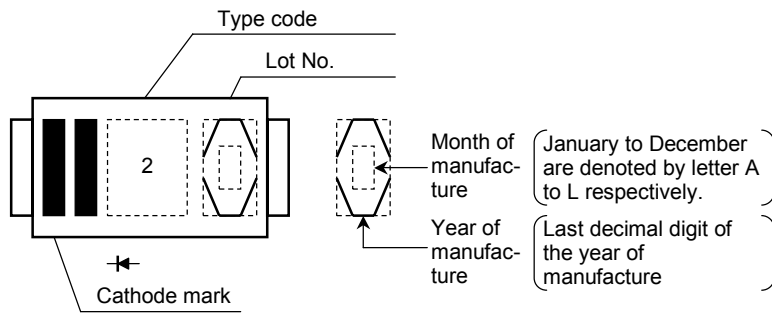 Type code
Lot No.
2
Month of
manufac-
ture
January to December
are denoted by letter A
to L respectively.
Year of
manufac-
ture
Last decimal digit of
the year of
manufacture
Cathode mark